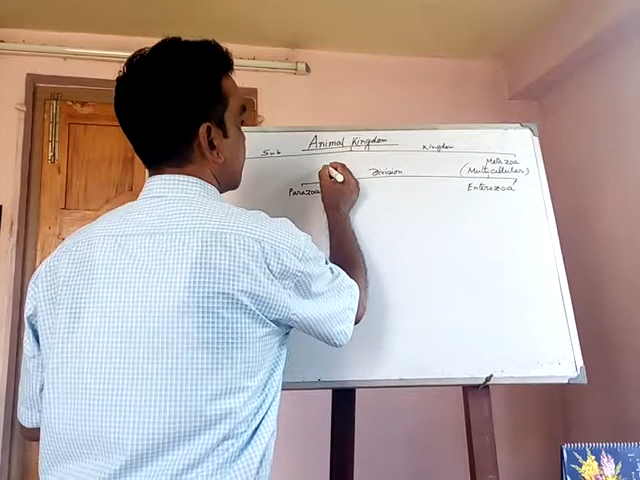 Animal Kingdom
Sub Kingdom
Metazoa
(Multicellular)
Division
Parazoa Enterozoa